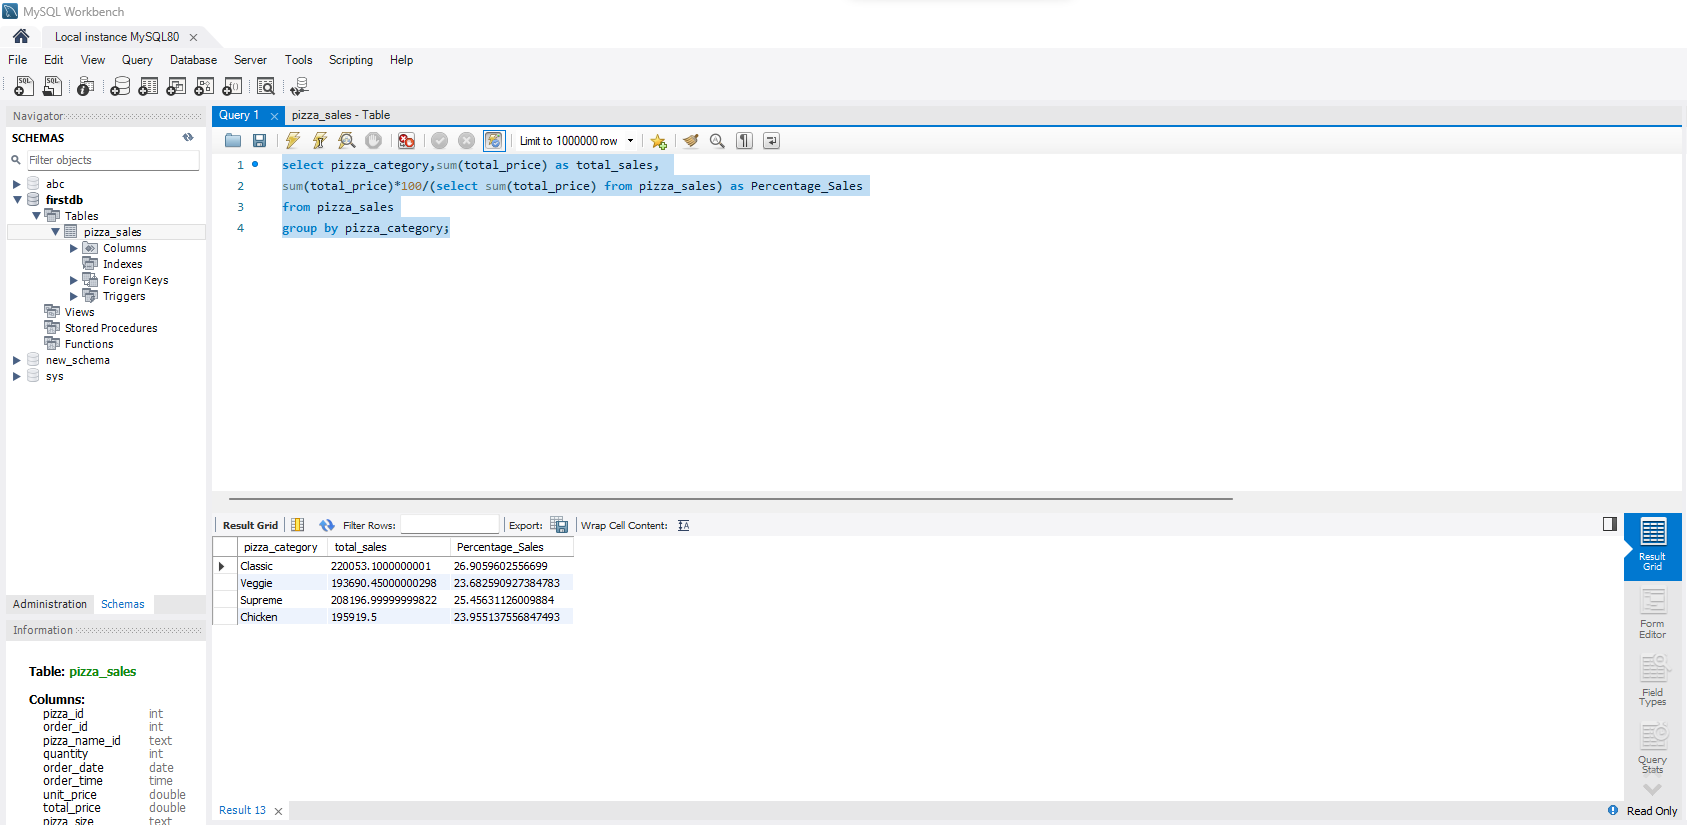 MySQL Workbench
Local instance MySQL80
File Edit View Query Database Server Tools Scripting Help
Navigator
SCHEMAS
Filter objects
abc
firstdb
Tables
pizza_sales
Columns
Indexes
Foreign Keys
Triggers
Views
Stored Procedures
Functions
new_schema
sys
Administration Schemas
Information
Table: pizza_sales
Columns:
pizza_id int
order_id int
pizza_name_id text
quantity int
order_date date
order_time time
unit_price double
total_price double
pizza_size text
Query 1 pizza_sales - Table
Limit to 1000000 row
1 select pizza_category,sum(total_price) as total_sales,
2 sum(total_price)*100/(select sum(total_price) from pizza_sales) as Percentage_Sales
3 from pizza_sales
4 group by pizza_category;
Result Grid Filter Rows: Export: Wrap Cell Content:
pizza_category total_sales Percentage_Sales
Classic 220053.1000000001 26.9059602556699
Veggie 193690.45000000298 23.682590927384783
Supreme 208196.99999999822 25.45631126009884
Chicken 195919.5 23.955137556847493
Result
Grid
Form
Editor
Field
Types
Query
Stats
Result 13
Read Only